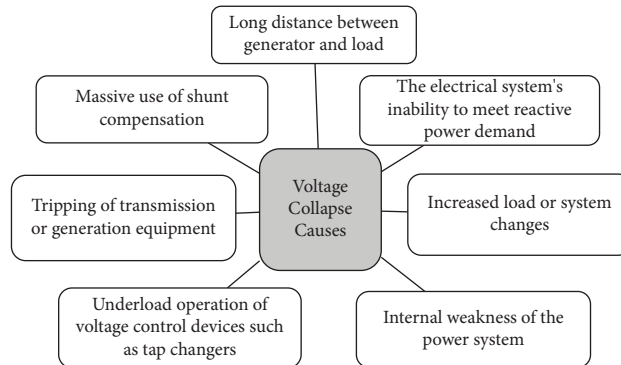 Long distance between
generator and load
Massive use of shunt
compensation
The electrical system's
inability to meet reactive
power demand
Voltage
Collapse
Causes
Tripping of transmission
or generation equipment
Increased load or system
changes
Underload operation of
voltage control devices such
as tap changers
Internal weakness of the
power system